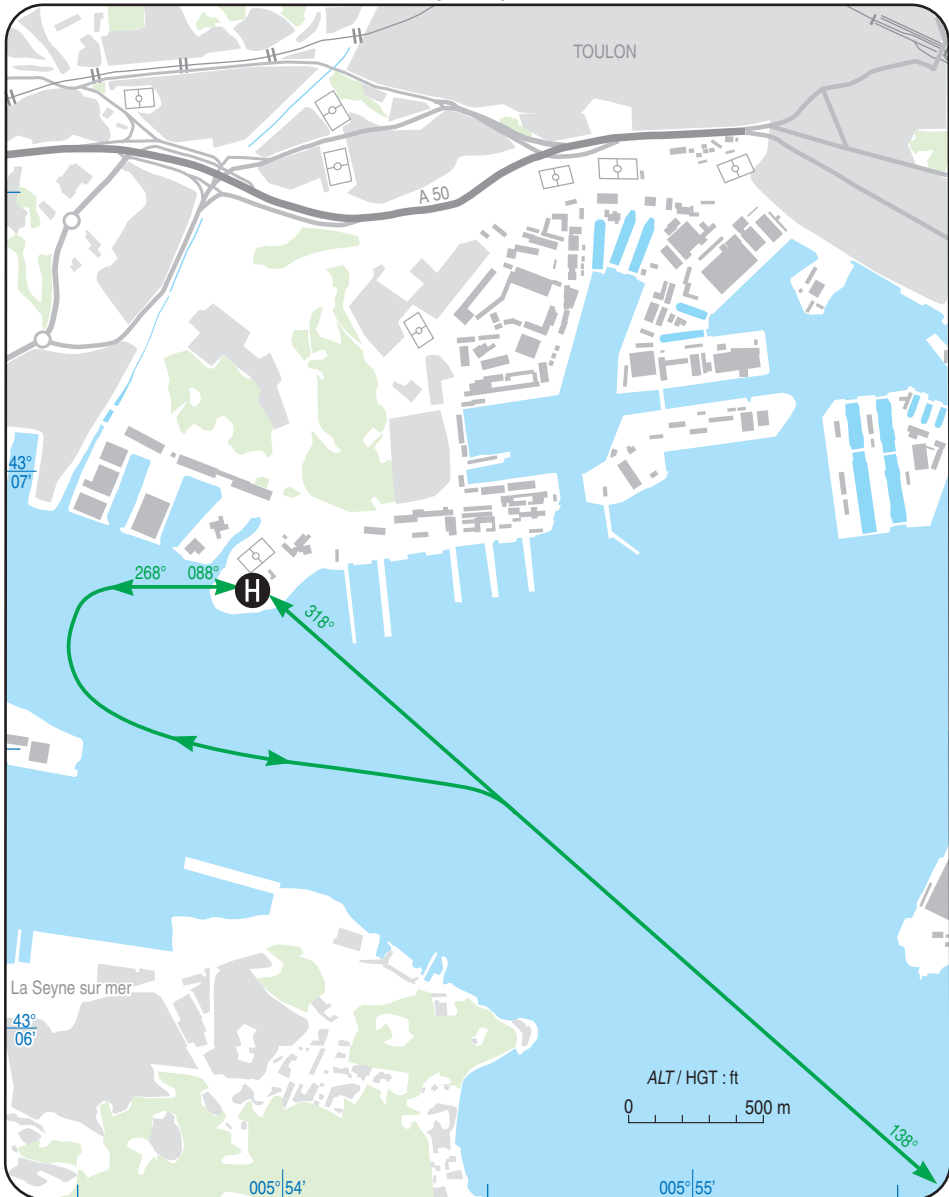 TOULON
A 50
43°
07'
268° 088°
H
318°
La Seyne sur mer
43°
06'
ALT / HGT : ft
0 500 m
138°
005° 54' 005° 55'